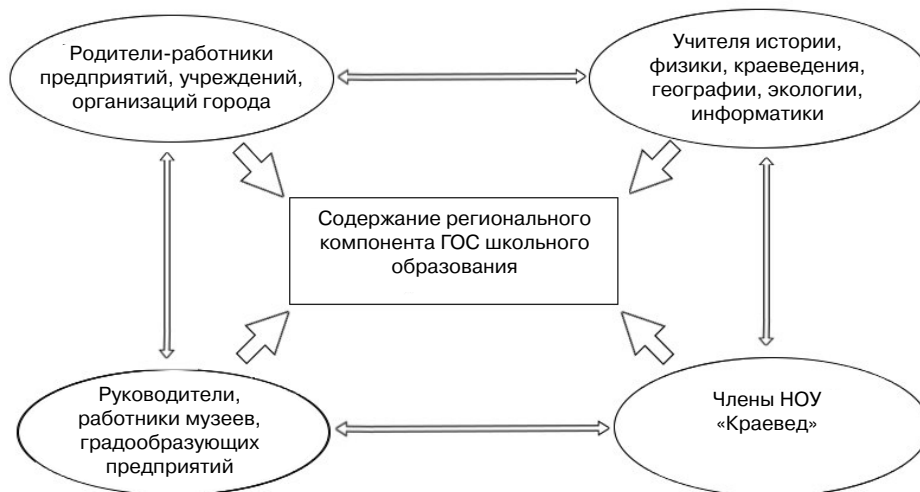 Родители-работники
предприятий, учреждений,
организаций города
Учителя истории,
физики, краеведения,
географии, экологии,
информатики
Содержание регионального
компонента ГОС школьного
образования
Руководители,
работники музеев,
градообразующих
предприятий
Члены НОУ
«Краевед»